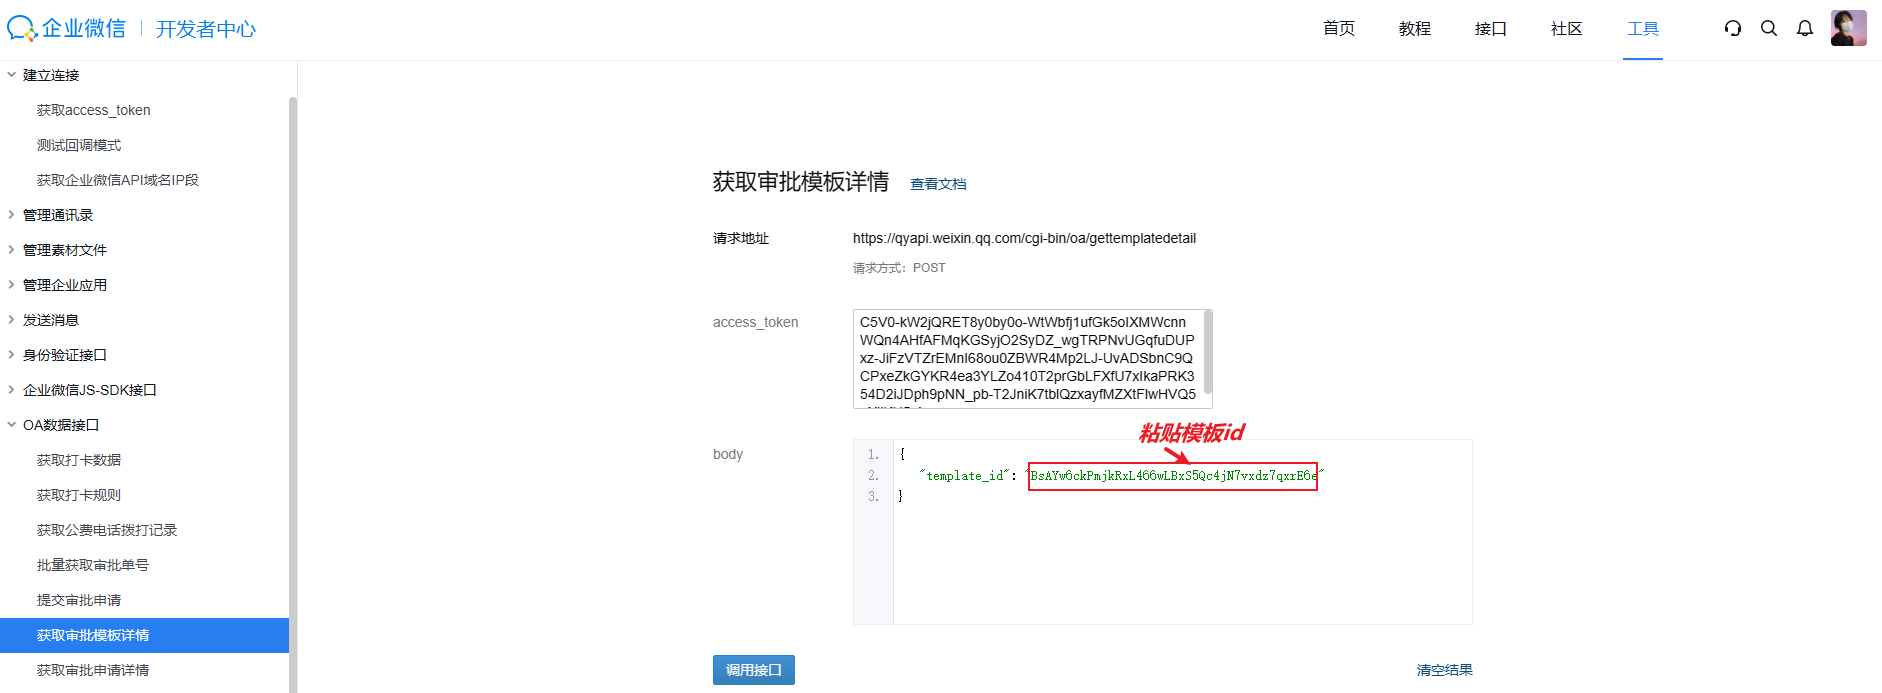 企业微信 | 开发者中心
首页 教程 接口 社区 工具
建立连接
获取access_token
测试回调模式
获取企业微信API域名IP段
管理通讯录
管理素材文件
管理企业应用
发送消息
身份验证接口
企业微信JS-SDK接口
OA数据接口
获取打卡数据
获取打卡规则
获取公费电话拨打记录
批量获取审批单号
提交审批申请
获取审批模板详情
获取审批申请详情
获取审批模板详情 查看文档
请求地址 https://qyapi.weixin.qq.com/cgi-bin/oa/gettemplatedetail
请求方式：POST
access_token
C5V0-kW2jQRET8y0by0o-WtWbfj1ufGk5oIXMWcnn
WQn4AHfAFMqKGSyjO2SyDZ_wgTRPNvUGqfuDUP
xz-JiFzVTZrEMnI68ou0ZBWR4Mp2LJ-UvADSbnC9Q
CPxeZkGYKR4ea3YLZo410T2prGbLFXfU7xIkaPRK3
54D2iJDph9pNN_pb-T2JniK7tblQzxayfMZXtFIwHVQ5
粘贴模板id
body
1. {
2. "template_id": "BsAYw6ckPmjkRxL466wLBxS5Qc4jN7vxdz7qxrE6e"
3. }
调用接口 清空结果